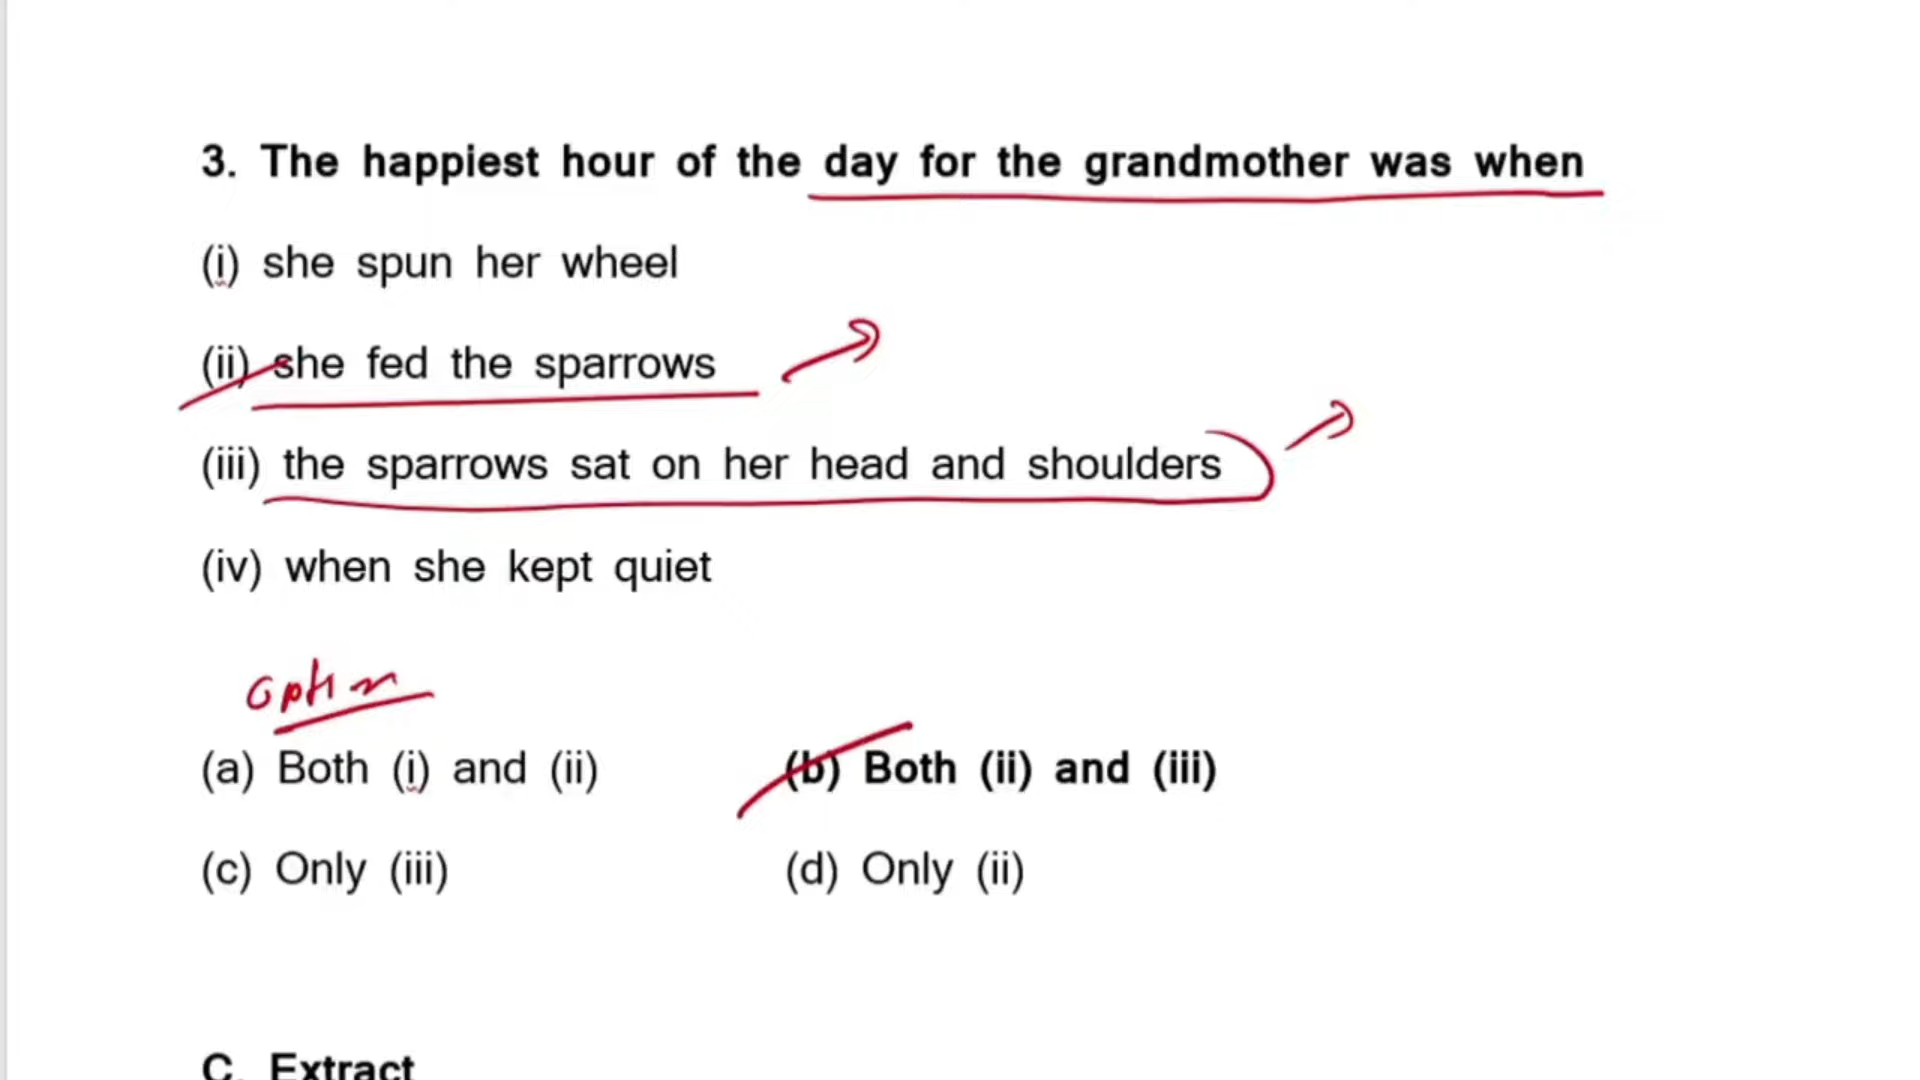 3. The happiest hour of the day for the grandmother was when
(i) she spun her wheel
(ii) she fed the sparrows
(iii) the sparrows sat on her head and shoulders
(iv) when she kept quiet
option
(a) Both (i) and (ii) (b) Both (ii) and (iii)
(c) Only (iii) (d) Only (ii)
C. Extract